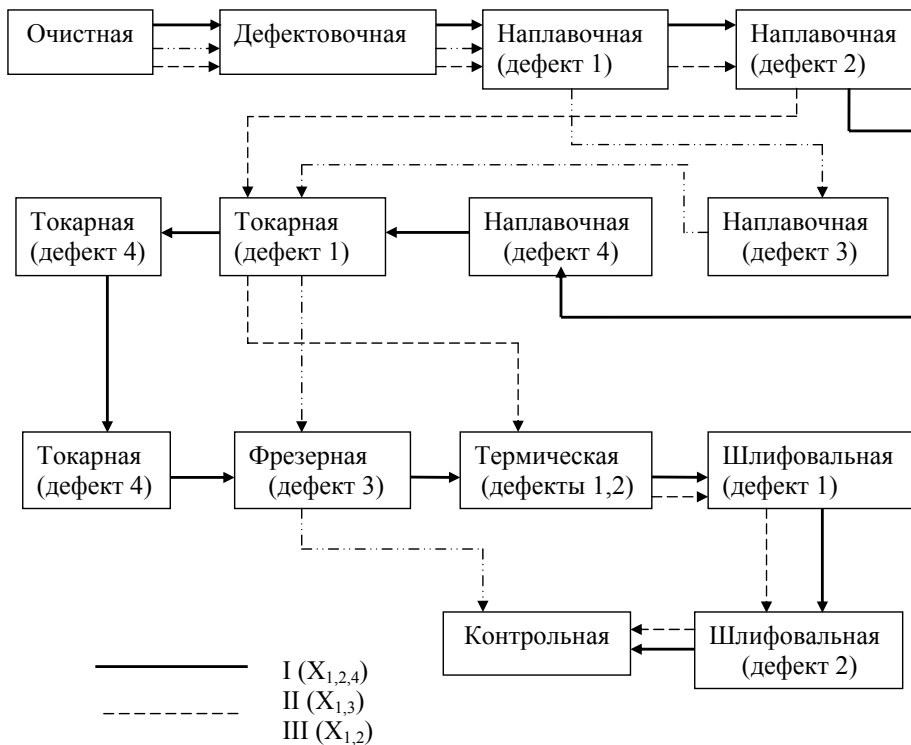 Очистная
Дефектовочная
Наплавочная
(дефект 1)
Наплавочная
(дефект 2)
Токарная
(дефект 4)
Токарная
(дефект 1)
Наплавочная
(дефект 4)
Наплавочная
(дефект 3)
Токарная
(дефект 4)
Фрезерная
(дефект 3)
Термическая
(дефекты 1,2)
Шлифовальная
(дефект 1)
Контрольная
Шлифовальная
(дефект 2)
I (X1,2,4)
II (X1,3)
III (X1,2)